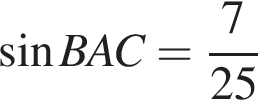 sin BAC = 7/25